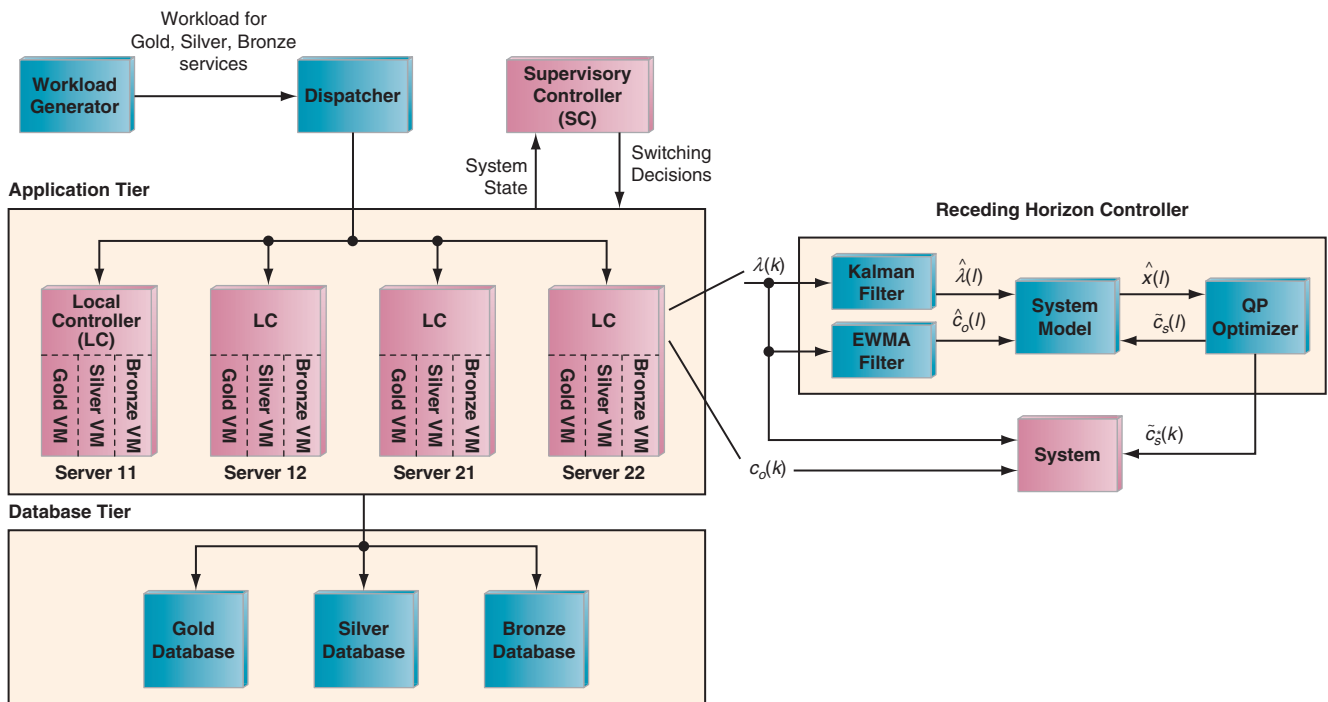 Workload for
Gold, Silver, Bronze
services
Workload
Generator
Dispatcher
Supervisory
Controller
(SC)
System
State
Switching
Decisions
Application Tier
Local
Controller
(LC)
Gold VM
Silver VM
Bronze VM
Server 11
LC
Gold VM
Silver VM
Bronze VM
Server 12
LC
Gold VM
Silver VM
Bronze VM
Server 21
LC
Gold VM
Silver VM
Bronze VM
Server 22
Receding Horizon Controller
λ(k)
Kalman
Filter
λ̂(l)
EWMA
Filter
ĉₒ(l)
System
Model
x̂(l)
c̃ₛ(l)
QP
Optimizer
cₒ(k)
System
c̃ₛ*(k)
Database Tier
Gold
Database
Silver
Database
Bronze
Database